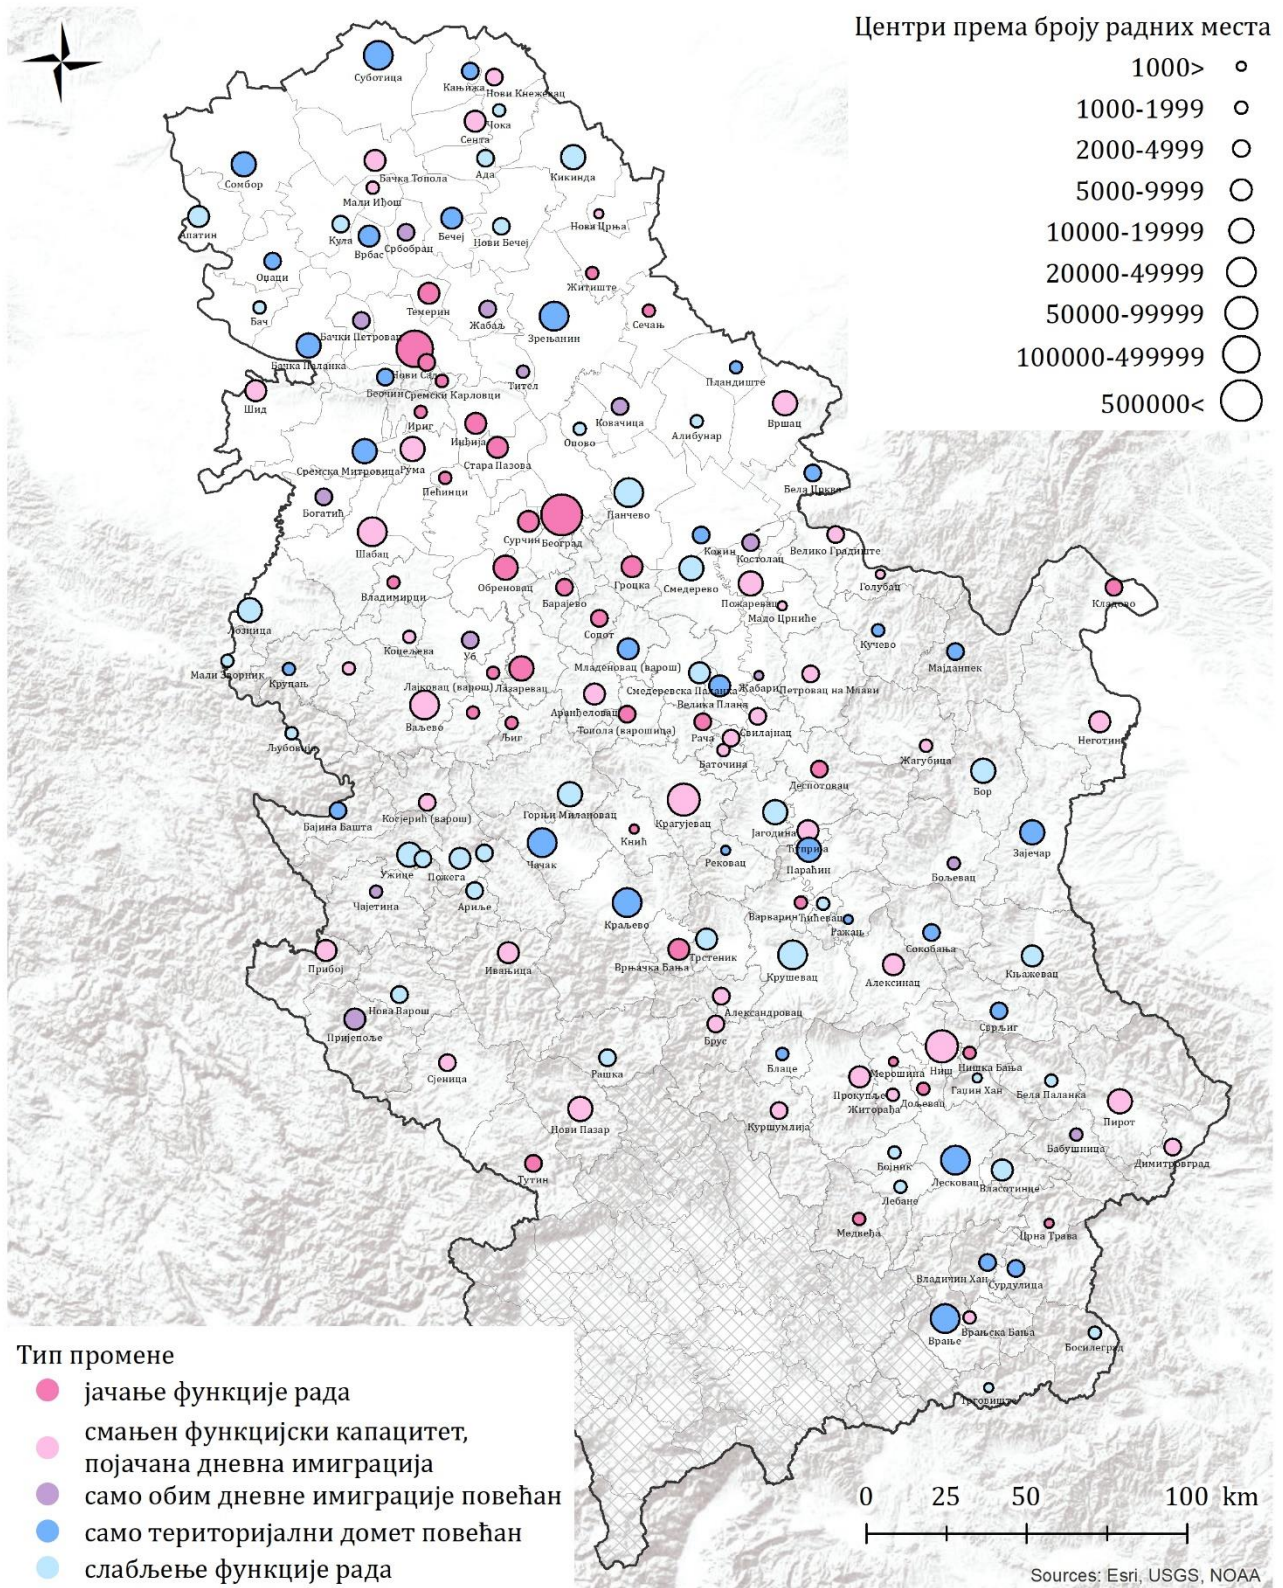 Центри према броју радних места
1000>
1000-1999
2000-4999
5000-9999
10000-19999
20000-49999
50000-99999
100000-499999
500000<
Суботица
Кањижа
Нови Кнежевац
Чока
Сента
Бачка Топола
Ада
Кикинда
Сомбор
Мали Иђош
Апатин
Кула
Врбас
Србобран
Бечеј
Нови Бечеј
Нова Црња
Оџаци
Житиште
Бач
Темерин
Жабаљ
Сечањ
Бачки Петровац
Зрењанин
Бачка Паланка
Нови Сад
Тител
Пландиште
Беочин
Сремски Карловци
Шид
Ириг
Инђија
Ковачица
Опово
Алибунар
Вршац
Сремска Митровица
Рума
Стара Пазова
Пећинци
Бела Црква
Богатић
Панчево
Сурчин
Београд
Шабац
Ковин
Костолац
Велико Градиште
Обреновац
Гроцка
Смедерево
Голубац
Владимирци
Барајево
Пожаревац
Кладово
Мало Црниће
Лозница
Сопот
Коцељева
Уб
Кучево
Младеновац (варош)
Мајданпек
Мали Зворник
Крупањ
Лајковац (варош)
Лазаревац
Смедеревска Паланка
Жабари
Петровац на Млави
Велика Плана
Аранђеловац
Ваљево
Љиг
Топола (варошица)
Рача
Свилајнац
Неготин
Љубовија
Баточина
Жагубица
Деспотовац
Бор
Бајина Башта
Косјерић (варош)
Горњи Милановац
Крагујевац
Јагодина
Кнић
Ћуприја
Чачак
Рековац
Параћин
Зајечар
Ужице
Пожега
Бољевац
Чајетина
Ариље
Краљево
Варварин
Ћићевац
Ражањ
Сокобања
Прибој
Ивањица
Врњачка Бања
Трстеник
Крушевац
Алексинац
Књажевац
Нова Варош
Александровац
Пријепоље
Брус
Сврљиг
Сјеница
Рашка
Блаце
Мерошина
Ниш
Нишка Бања
Гаџин Хан
Бела Паланка
Прокупље
Житорађа
Дољевац
Нови Пазар
Куршумлија
Пирот
Бабушница
Димитровград
Тутин
Бојник
Лесковац
Власотинце
Лебане
Медвеђа
Црна Трава
Владичин Хан
Сурдулица
Врање
Врањска Бања
Босилеград
Трговиште
Тип промене
јачање функције рада
смањен функцијски капацитет,
појачана дневна имиграција
само обим дневне имиграције повећан
само територијални домет повећан
слабљење функције рада
0 25 50 100 km
Sources: Esri, USGS, NOAA